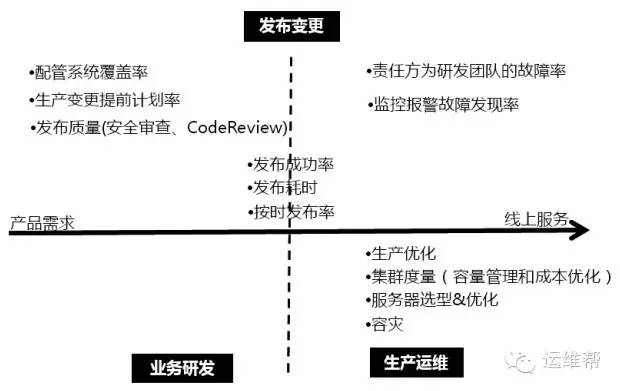 发布变更
•配管系统覆盖率
•生产变更提前计划率
•发布质量(安全审查、CodeReview)
•责任方为研发团队的故障率
•监控报警故障发现率
•发布成功率
•发布耗时
•按时发布率
产品需求
线上服务
•生产优化
•集群度量（容量管理和成本优化）
•服务器选型&优化
•容灾
业务研发
生产运维
运维帮